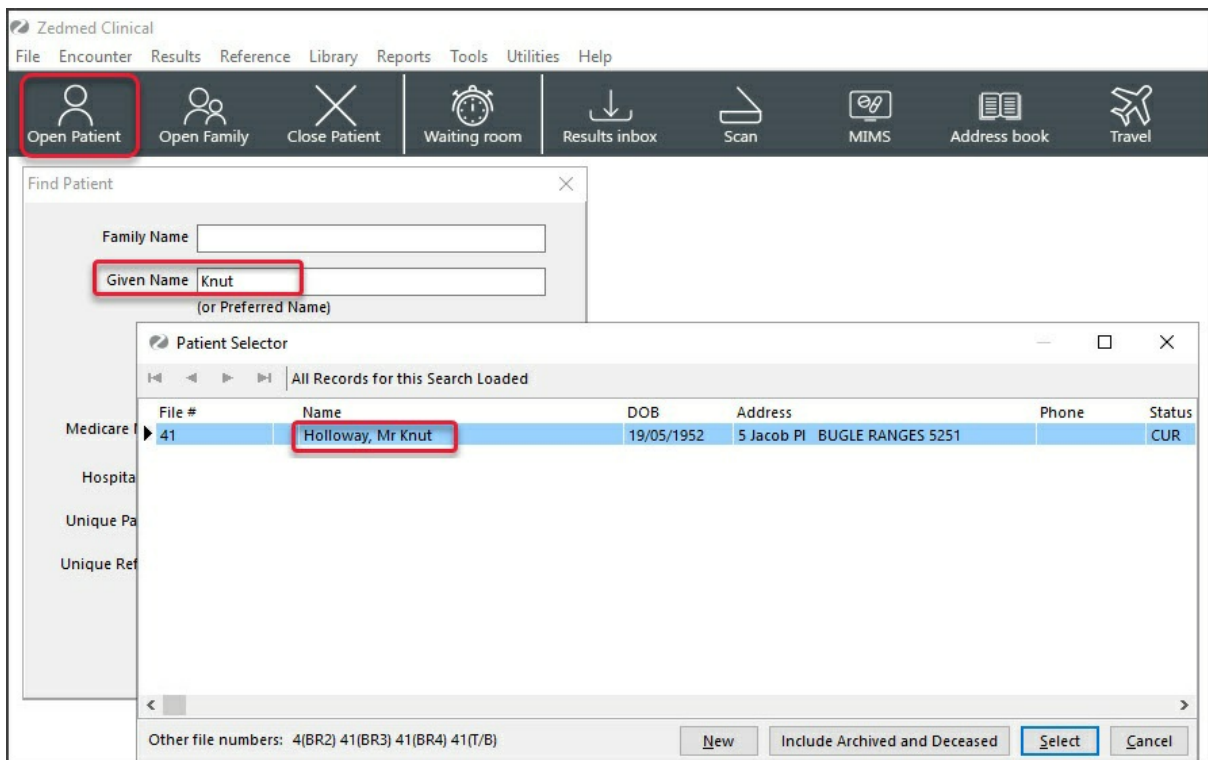 Zedmed Clinical
File Encounter Results Reference Library Reports Tools Utilities Help
Open Patient Open Family Close Patient Waiting room Results inbox Scan MIMS Address book Travel
Find Patient
Family Name
Given Name Knut
(or Preferred Name)
Patient Selector
All Records for this Search Loaded
File # Name DOB Address Phone Status
41 Holloway, Mr Knut 19/05/1952 5 Jacob Pl BUGLE RANGES 5251 CUR
Medicare
Hospita
Unique Pa
Unique Ref
Other file numbers: 4(BR2) 41(BR3) 41(BR4) 41(T/B)
New Include Archived and Deceased Select Cancel